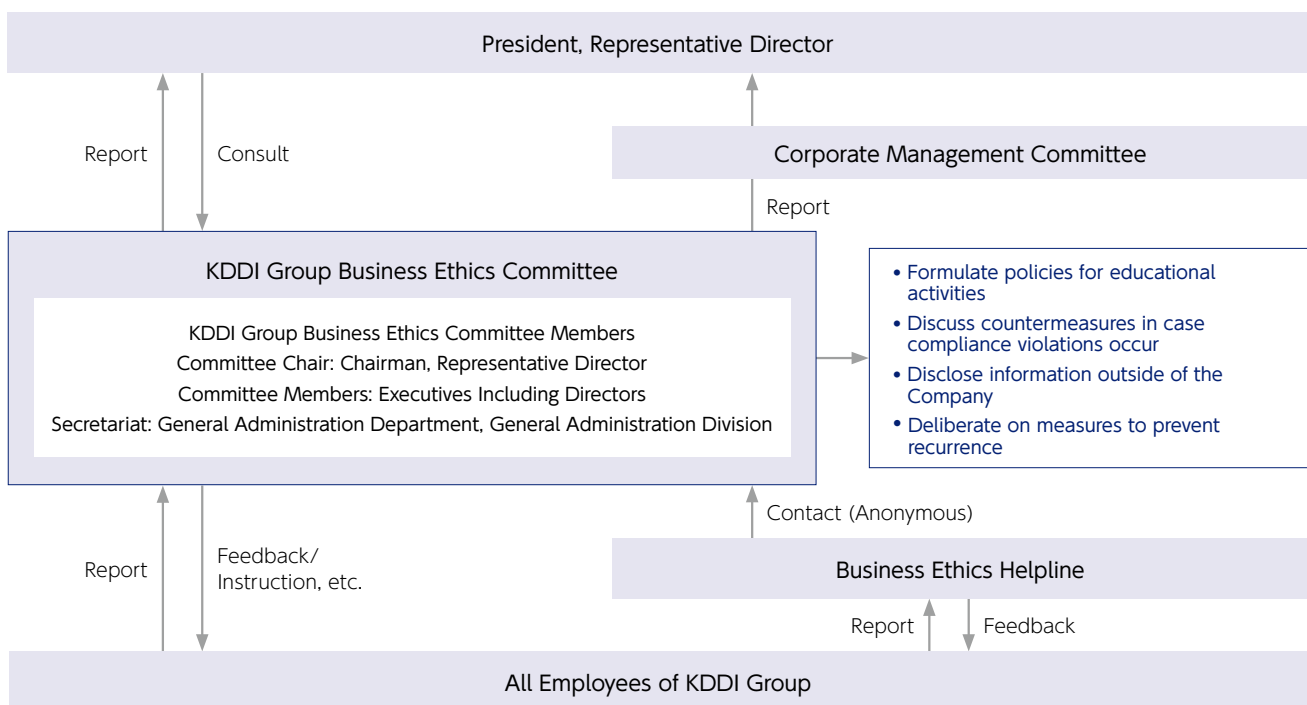 President, Representative Director
Report
Consult
Corporate Management Committee
Report
KDDI Group Business Ethics Committee
KDDI Group Business Ethics Committee Members
Committee Chair: Chairman, Representative Director
Committee Members: Executives Including Directors
Secretariat: General Administration Department, General Administration Division
• Formulate policies for educational
activities
• Discuss countermeasures in case
compliance violations occur
• Disclose information outside of the
Company
• Deliberate on measures to prevent
recurrence
Contact (Anonymous)
Report
Feedback/
Instruction, etc.
Business Ethics Helpline
Report
Feedback
All Employees of KDDI Group